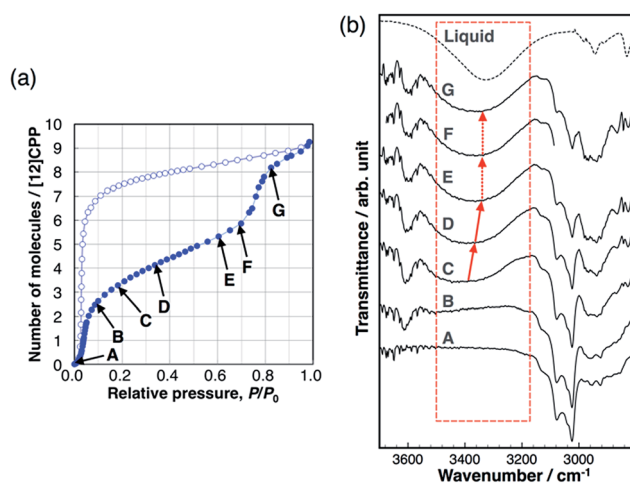 (a)
Number of molecules / [12]CPP
10
9
8
7
6
5
4
3
2
1
0
0.0 0.2 0.4 0.6 0.8 1.0
Relative pressure, P/P0
A
B
C
D
E
F
G
(b)
Transmittance / arb. unit
Liquid
G
F
E
D
C
B
A
3600 3400 3200 3000
Wavenumber / cm⁻¹